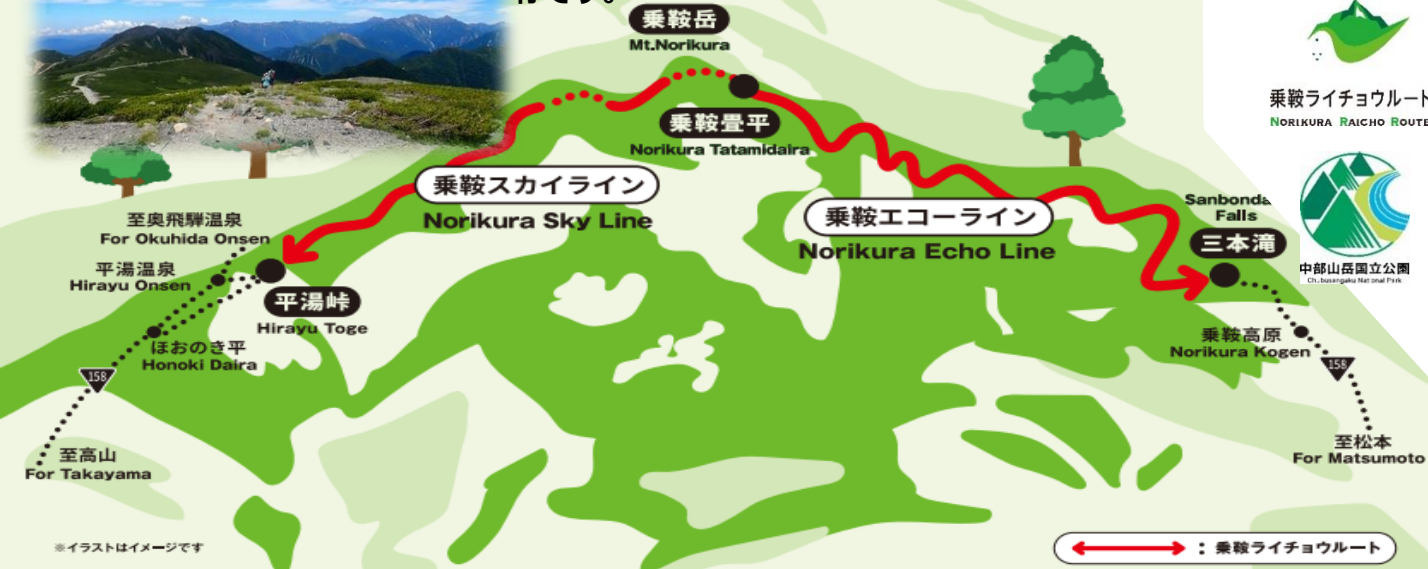 です。
乗鞍岳
Mt.Norikura
乗鞍畳平
Norikura Tatamidaira
乗鞍スカイライン
Norikura Sky Line
乗鞍エコーライン
Norikura Echo Line
至奥飛騨温泉
For Okuhida Onsen
平湯温泉
Hirayu Onsen
平湯峠
Hirayu Toge
ほおのき平
Honoki Daira
158
至高山
For Takayama
※イラストはイメージです
Sanbonda
Falls
三本滝
乗鞍高原
Norikura Kogen
158
至松本
For Matsumoto
乗鞍ライチョウルート
NORIKURA RAICHO ROUTE
中部山岳国立公園
Chubusangaku National Park
：乗鞍ライチョウルート